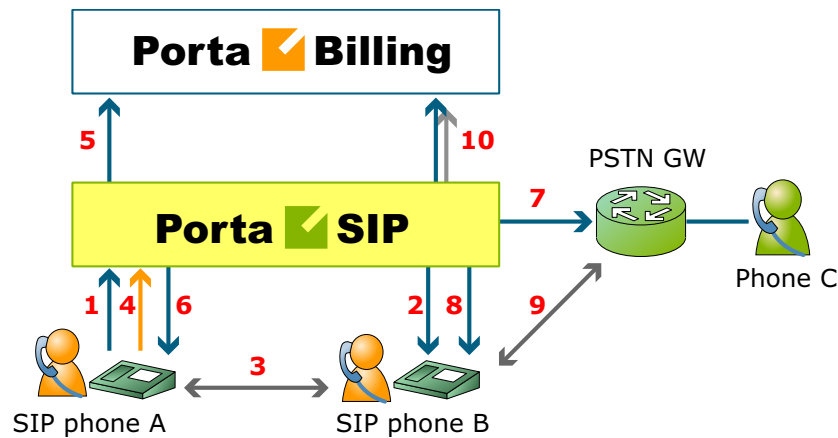 Porta Billing
5
10
PSTN GW
7
Porta SIP
1
4
6
2
8
9
Phone C
3
SIP phone A
SIP phone B